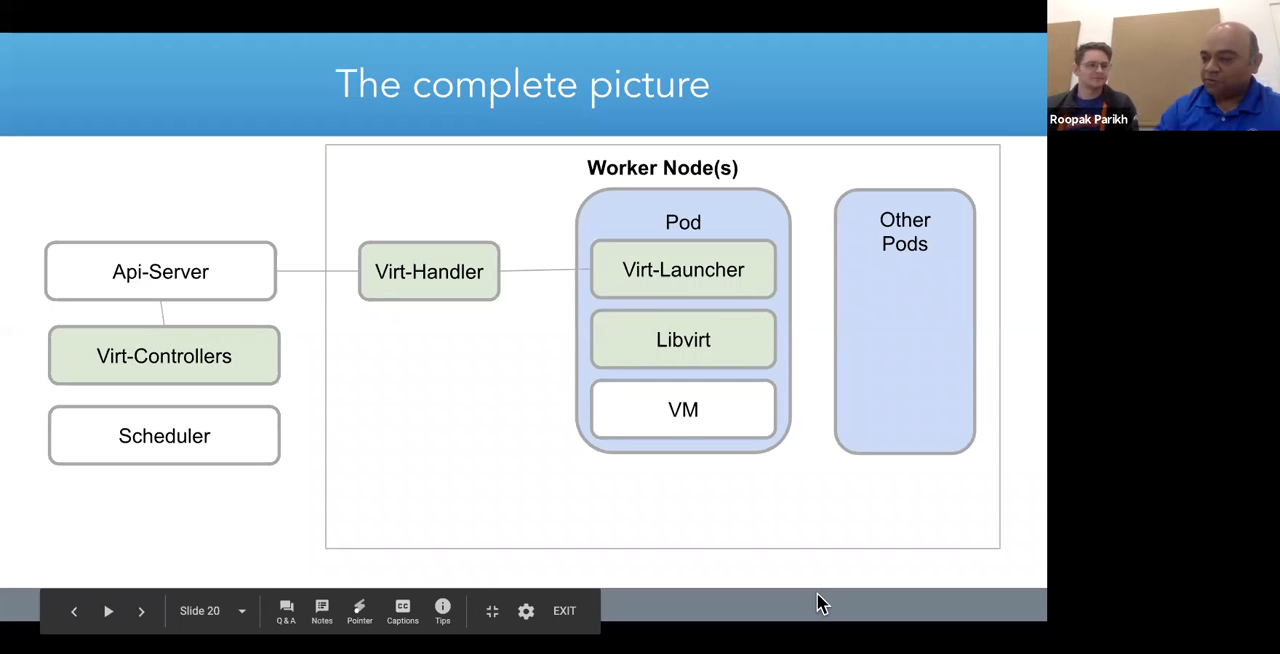 The complete picture
Roopak Parikh
Worker Node(s)
Pod
Other
Pods
Api-Server
Virt-Handler
Virt-Launcher
Virt-Controllers
Libvirt
Scheduler
VM
Slide 20
Q & A
Notes
Pointer
CC
Captions
Tips
EXIT